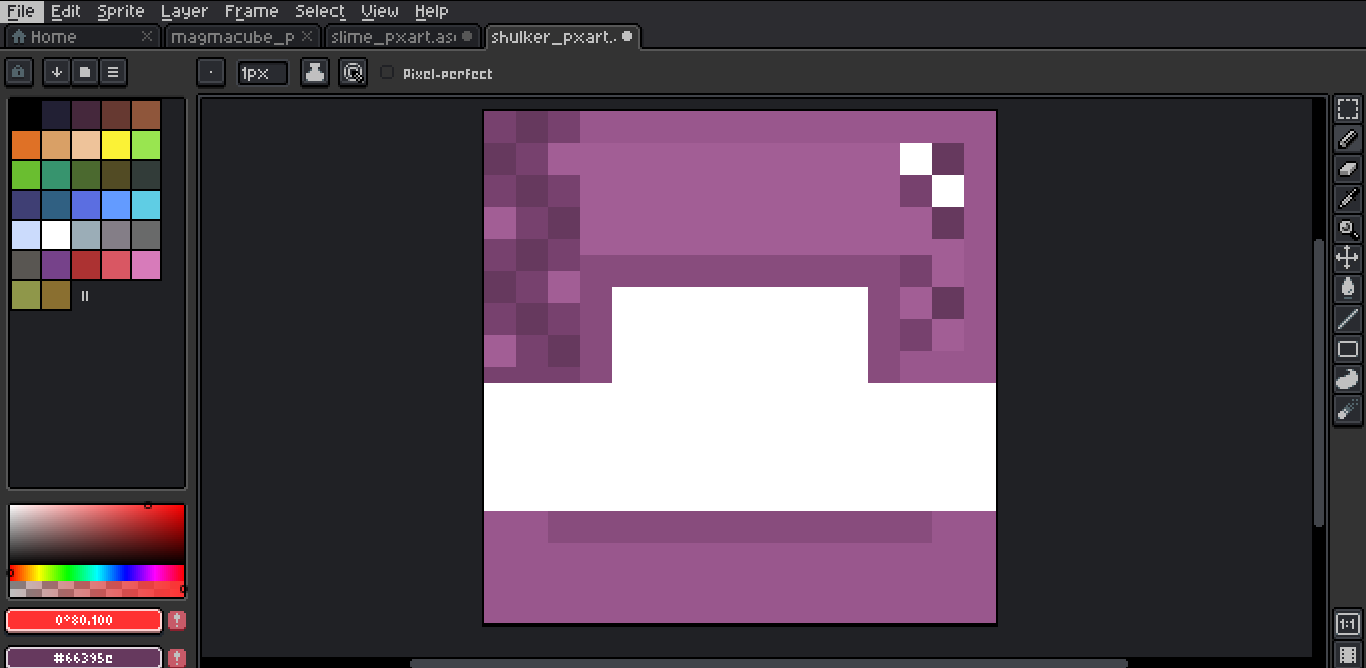 File Edit Sprite Layer Frame Select View Help
Home magmacube_p slime_pxart.as shulker_pxart.
1px Pixel-perfect
0°80,100
#66395c
1:1